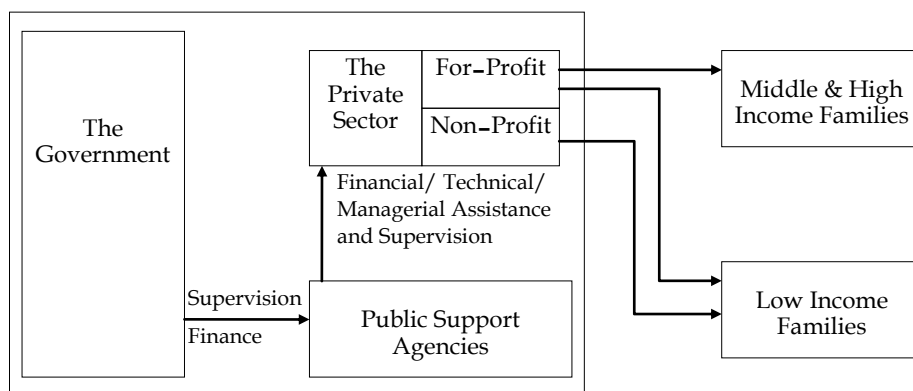 The
Government
The
Private
Sector
For-Profit
Non-Profit
Middle & High
Income Families
Financial/ Technical/
Managerial Assistance
and Supervision
Supervision
Finance
Public Support
Agencies
Low Income
Families